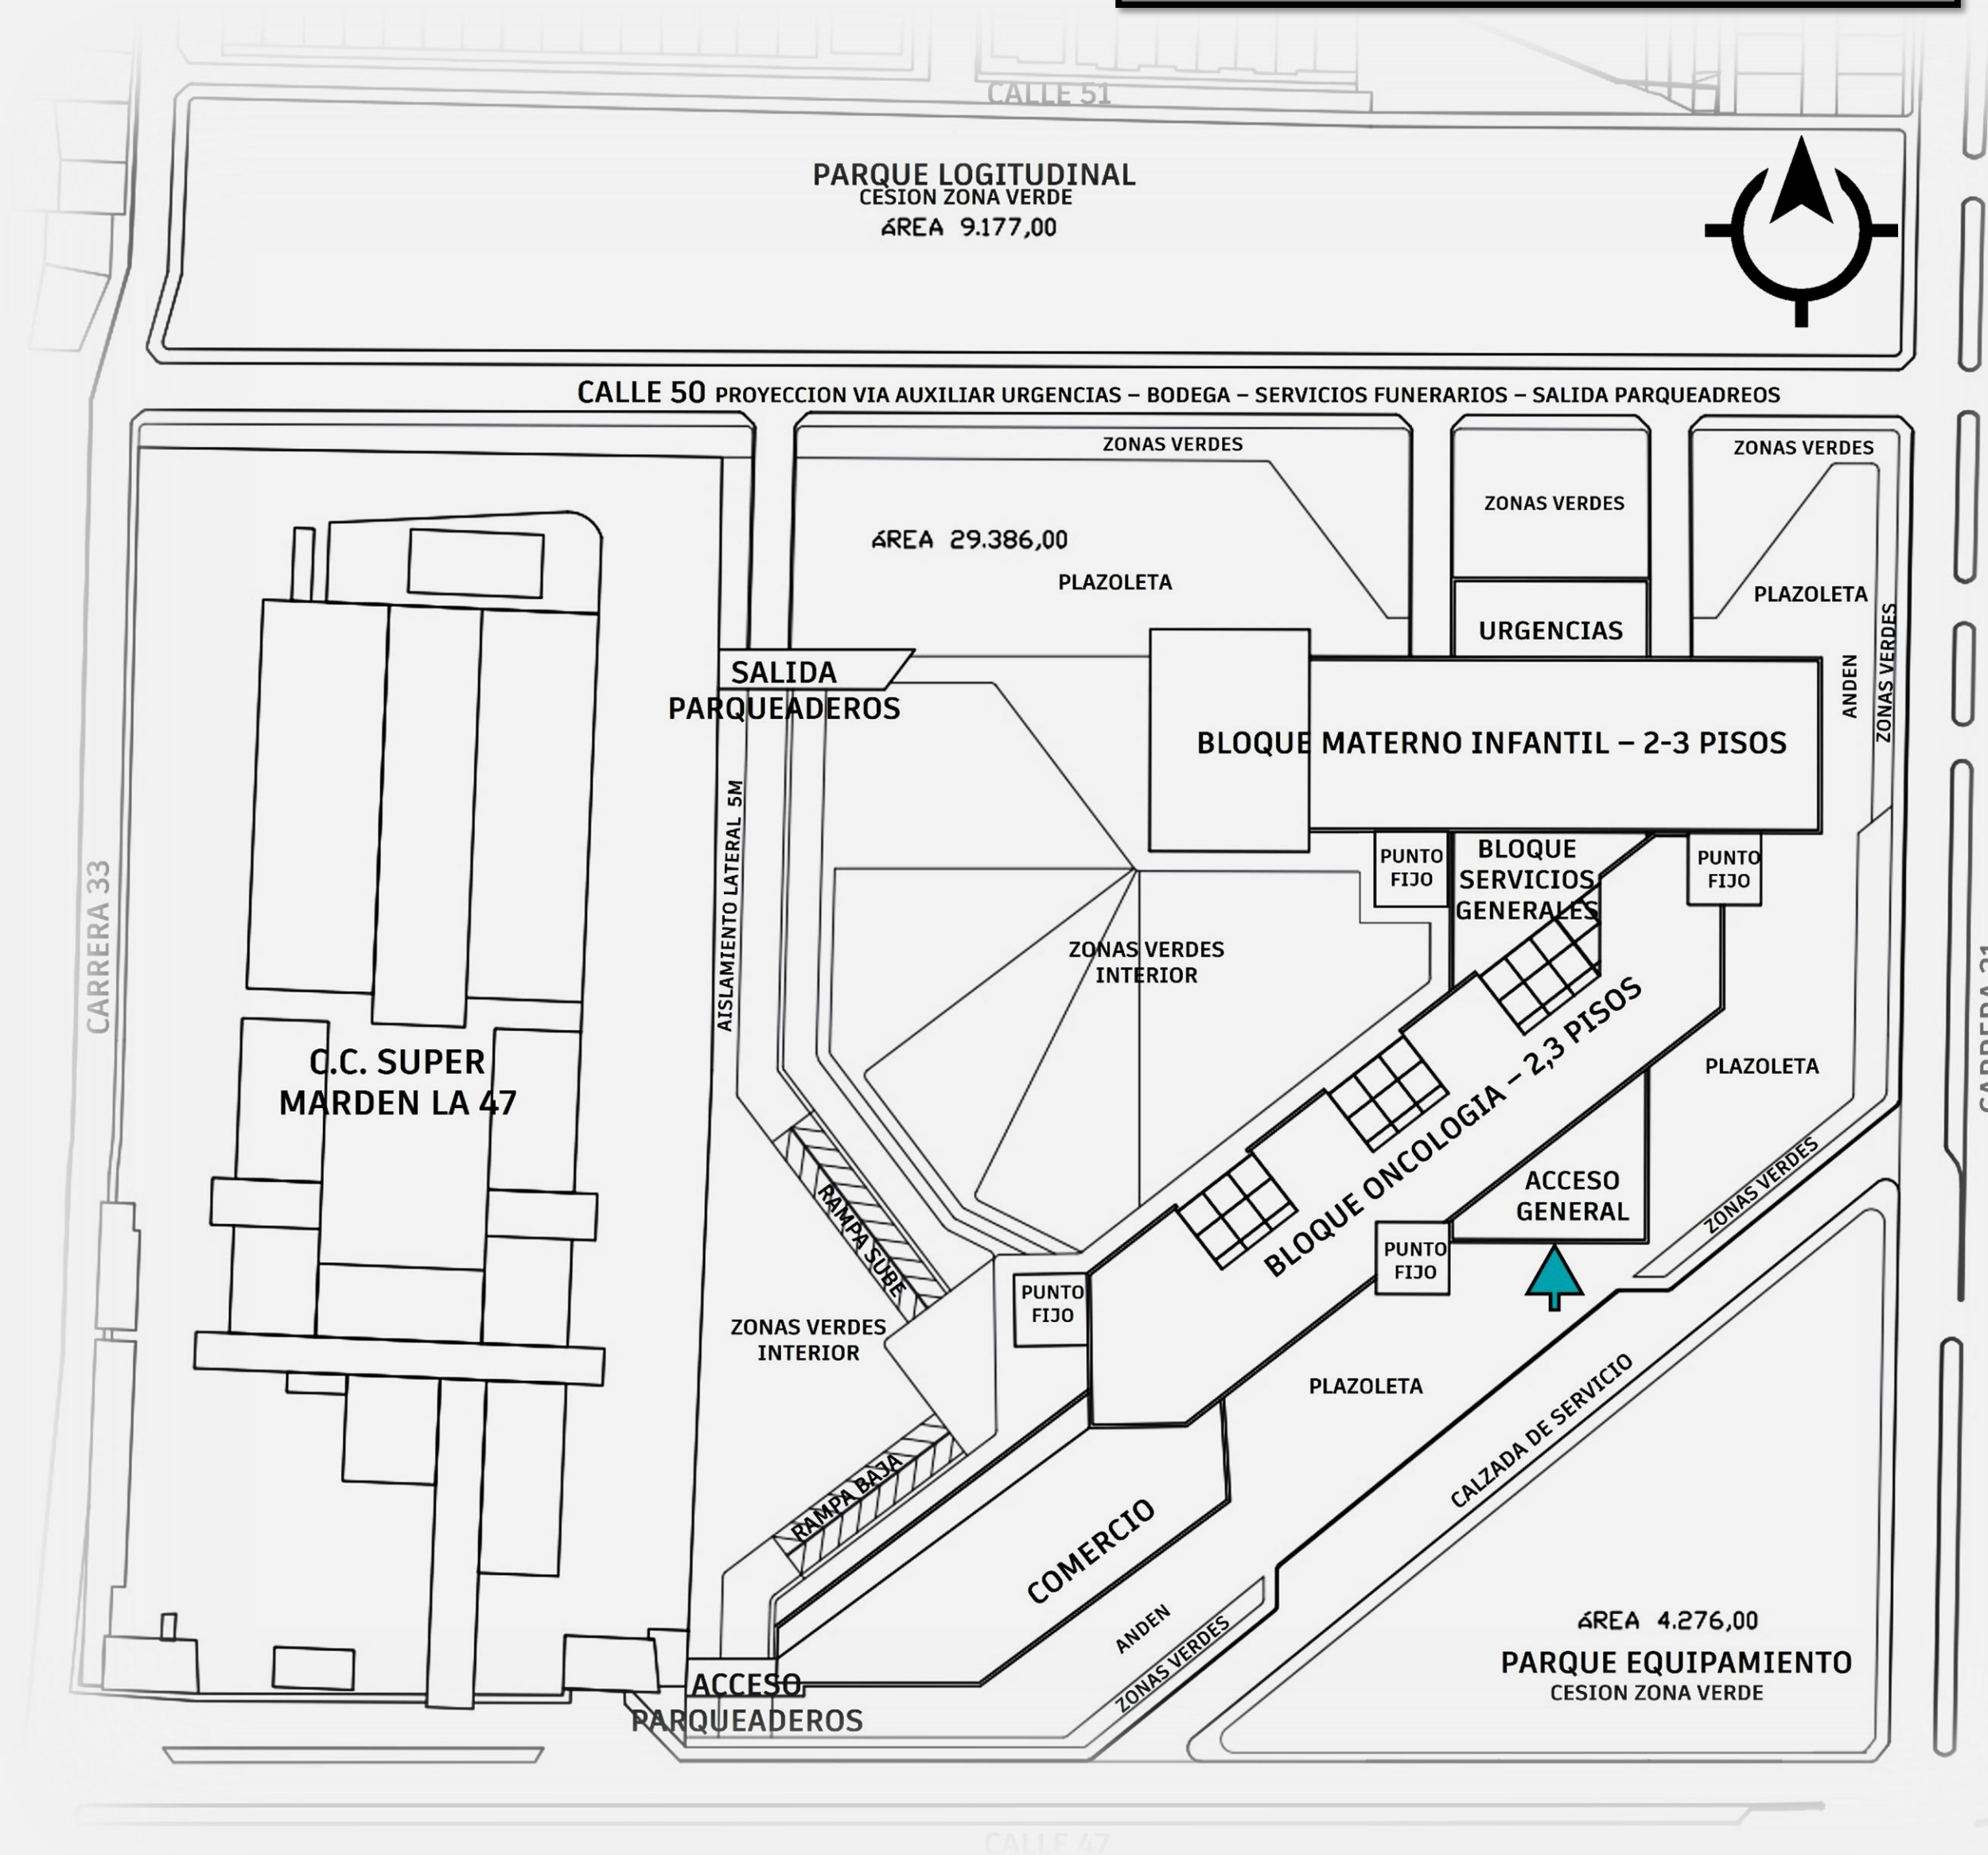 CALLE 51
PARQUE LOGITUDINAL
CESION ZONA VERDE
ÁREA 9.177,00
CALLE 50 PROYECCION VIA AUXILIAR URGENCIAS – BODEGA – SERVICIOS FUNERARIOS – SALIDA PARQUEADREOS
ZONAS VERDES
ZONAS VERDES
ZONAS VERDES
ÁREA 29.386,00
PLAZOLETA
PLAZOLETA
URGENCIAS
SALIDA
PARQUEADEROS
ANDEN
ZONAS VERDES
BLOQUE MATERNO INFANTIL – 2-3 PISOS
AISLAMIENTO LATERAL 5M
PUNTO
FIJO
BLOQUE
SERVICIOS
GENERALES
PUNTO
FIJO
CARRERA 33
ZONAS VERDES
INTERIOR
C.C. SUPER
MARDEN LA 47
BLOQUE ONCOLOGIA – 2,3 PISOS
PLAZOLETA
CARRERA 31
ACCESO
GENERAL
ZONAS VERDES
RAMPA SUBE
PUNTO
FIJO
PUNTO
FIJO
ZONAS VERDES
INTERIOR
PLAZOLETA
CALZADA DE SERVICIO
RAMPA BAJA
COMERCIO
ANDEN
ZONAS VERDES
ÁREA 4.276,00
PARQUE EQUIPAMIENTO
CESION ZONA VERDE
ACCESO
PARQUEADEROS
CALLE 47